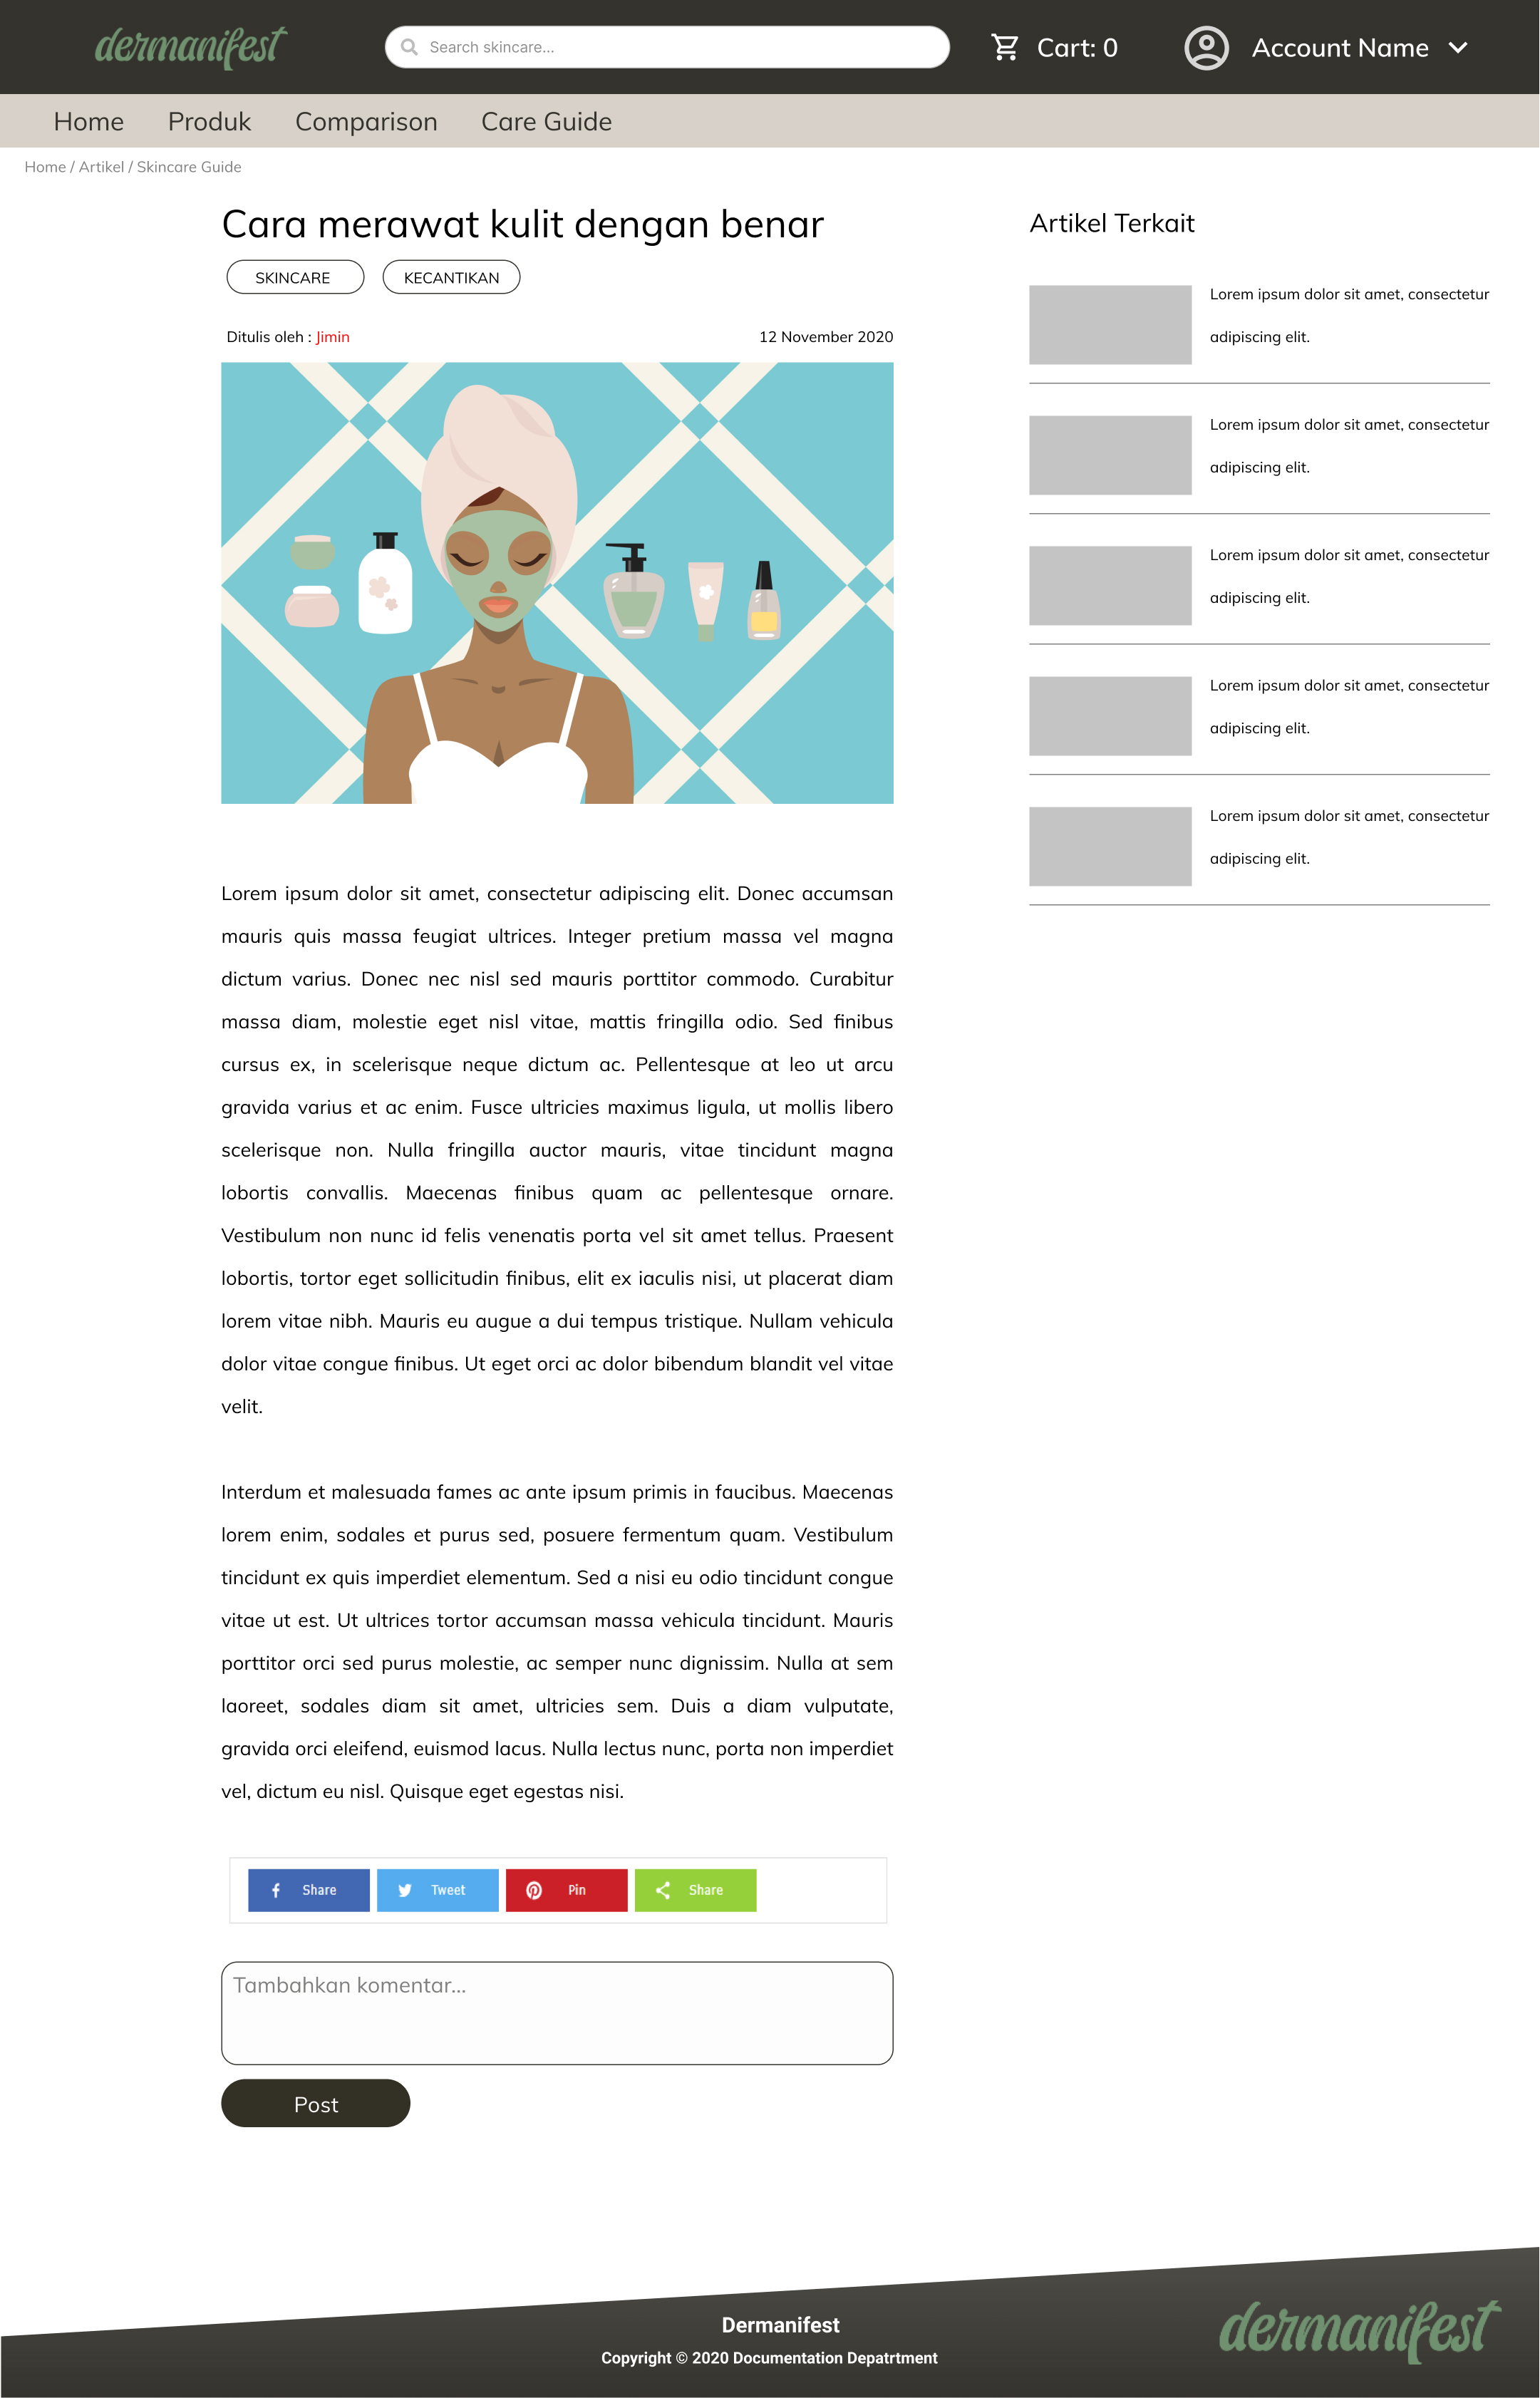 dermanifest
Search skincare...
Cart: 0
Account Name
Home
Produk
Comparison
Care Guide
Home / Artikel / Skincare Guide
Cara merawat kulit dengan benar
SKINCARE
KECANTIKAN
Ditulis oleh : Jimin
12 November 2020
Lorem ipsum dolor sit amet, consectetur adipiscing elit. Donec accumsan
mauris quis massa feugiat ultrices. Integer pretium massa vel magna
dictum varius. Donec nec nisl sed mauris porttitor commodo. Curabitur
massa diam, molestie eget nisl vitae, mattis fringilla odio. Sed finibus
cursus ex, in scelerisque neque dictum ac. Pellentesque at leo ut arcu
gravida varius et ac enim. Fusce ultricies maximus ligula, ut mollis libero
scelerisque non. Nulla fringilla auctor mauris, vitae tincidunt magna
lobortis convallis. Maecenas finibus quam ac pellentesque ornare.
Vestibulum non nunc id felis venenatis porta vel sit amet tellus. Praesent
lobortis, tortor eget sollicitudin finibus, elit ex iaculis nisi, ut placerat diam
lorem vitae nibh. Mauris eu augue a dui tempus tristique. Nullam vehicula
dolor vitae congue finibus. Ut eget orci ac dolor bibendum blandit vel vitae
velit.
Interdum et malesuada fames ac ante ipsum primis in faucibus. Maecenas
lorem enim, sodales et purus sed, posuere fermentum quam. Vestibulum
tincidunt ex quis imperdiet elementum. Sed a nisi eu odio tincidunt congue
vitae ut est. Ut ultrices tortor accumsan massa vehicula tincidunt. Mauris
porttitor orci sed purus molestie, ac semper nunc dignissim. Nulla at sem
laoreet, sodales diam sit amet, ultricies sem. Duis a diam vulputate,
gravida orci eleifend, euismod lacus. Nulla lectus nunc, porta non imperdiet
vel, dictum eu nisl. Quisque eget egestas nisi.
Share
Tweet
Pin
Share
Tambahkan komentar...
Post
Artikel Terkait
Lorem ipsum dolor sit amet, consectetur
adipiscing elit.
Lorem ipsum dolor sit amet, consectetur
adipiscing elit.
Lorem ipsum dolor sit amet, consectetur
adipiscing elit.
Lorem ipsum dolor sit amet, consectetur
adipiscing elit.
Lorem ipsum dolor sit amet, consectetur
adipiscing elit.
Dermanifest
Copyright © 2020 Documentation Depatrtment
dermanifest